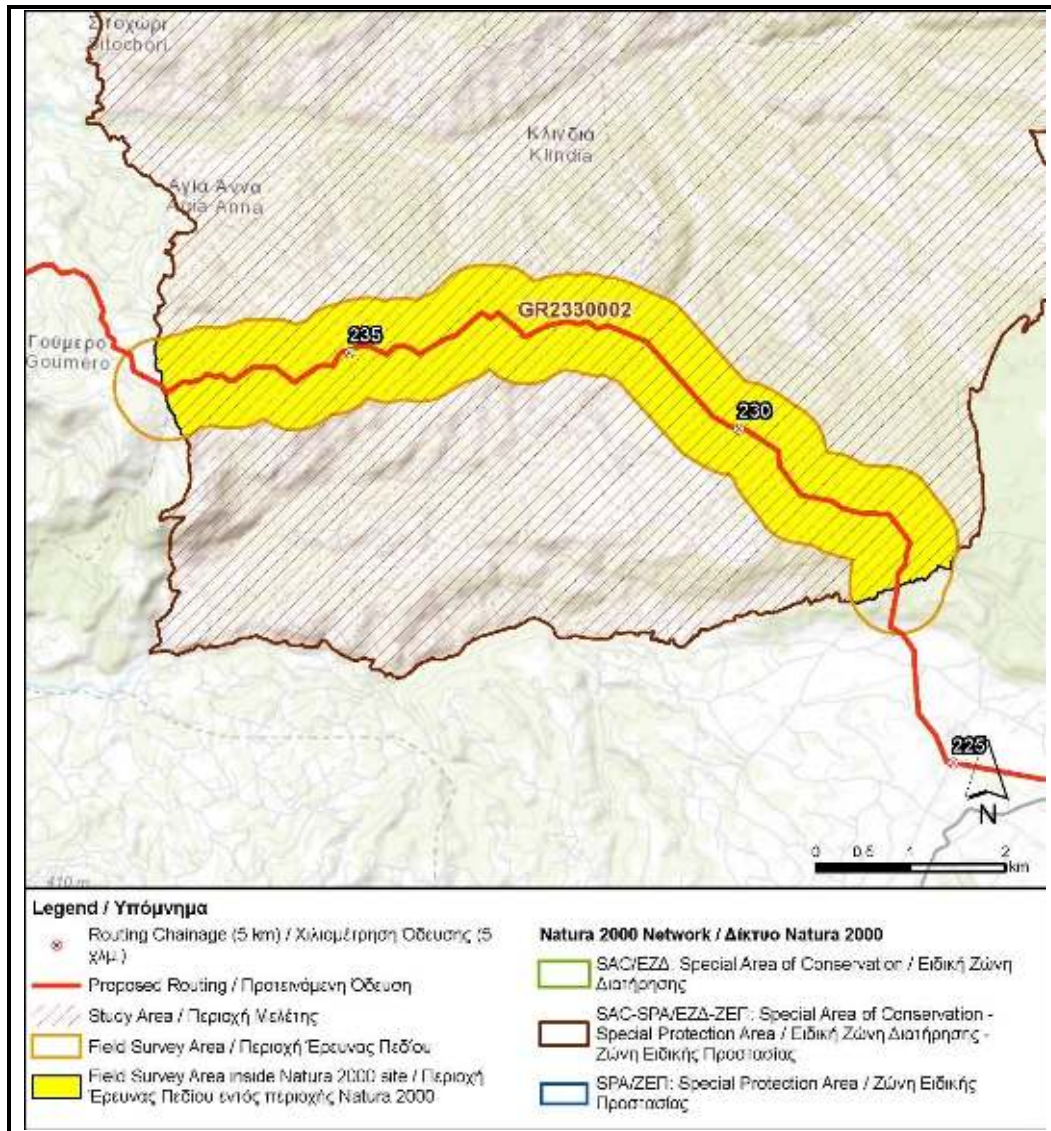 Σιτοχώρι
Sitochori
Κλινδιά
Klindia
Αγία Άννα
Agia Anna
GR2330002
Γούμερο
Goumero
235
230
225
N
0 0.5 1 2
km
410 m
Legend / Υπόμνημα
Routing Chainage (5 km) / Χιλιομέτρηση Όδευσης (5
χλμ.)
Proposed Routing / Προτεινόμενη Όδευση
Study Area / Περιοχή Μελέτης
Field Survey Area / Περιοχή Έρευνας Πεδίου
Field Survey Area inside Natura 2000 site / Περιοχή
Έρευνας Πεδίου εντός περιοχής Natura 2000
Natura 2000 Network / Δίκτυο Natura 2000
SAC/ΕΖΔ: Special Area of Conservation / Ειδική Ζώνη
Διατήρησης
SAC-SPA/ΕΖΔ-ΖΕΠ: Special Area of Conservation -
Special Protection Area / Ειδική Ζώνη Διατήρησης -
Ζώνη Ειδικής Προστασίας
SPA/ΖΕΠ: Special Protection Area / Ζώνη Ειδικής
Προστασίας